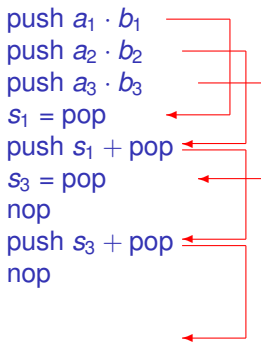 push a₁ · b₁
push a₂ · b₂
push a₃ · b₃
s₁ = pop
push s₁ + pop
s₃ = pop
nop
push s₃ + pop
nop